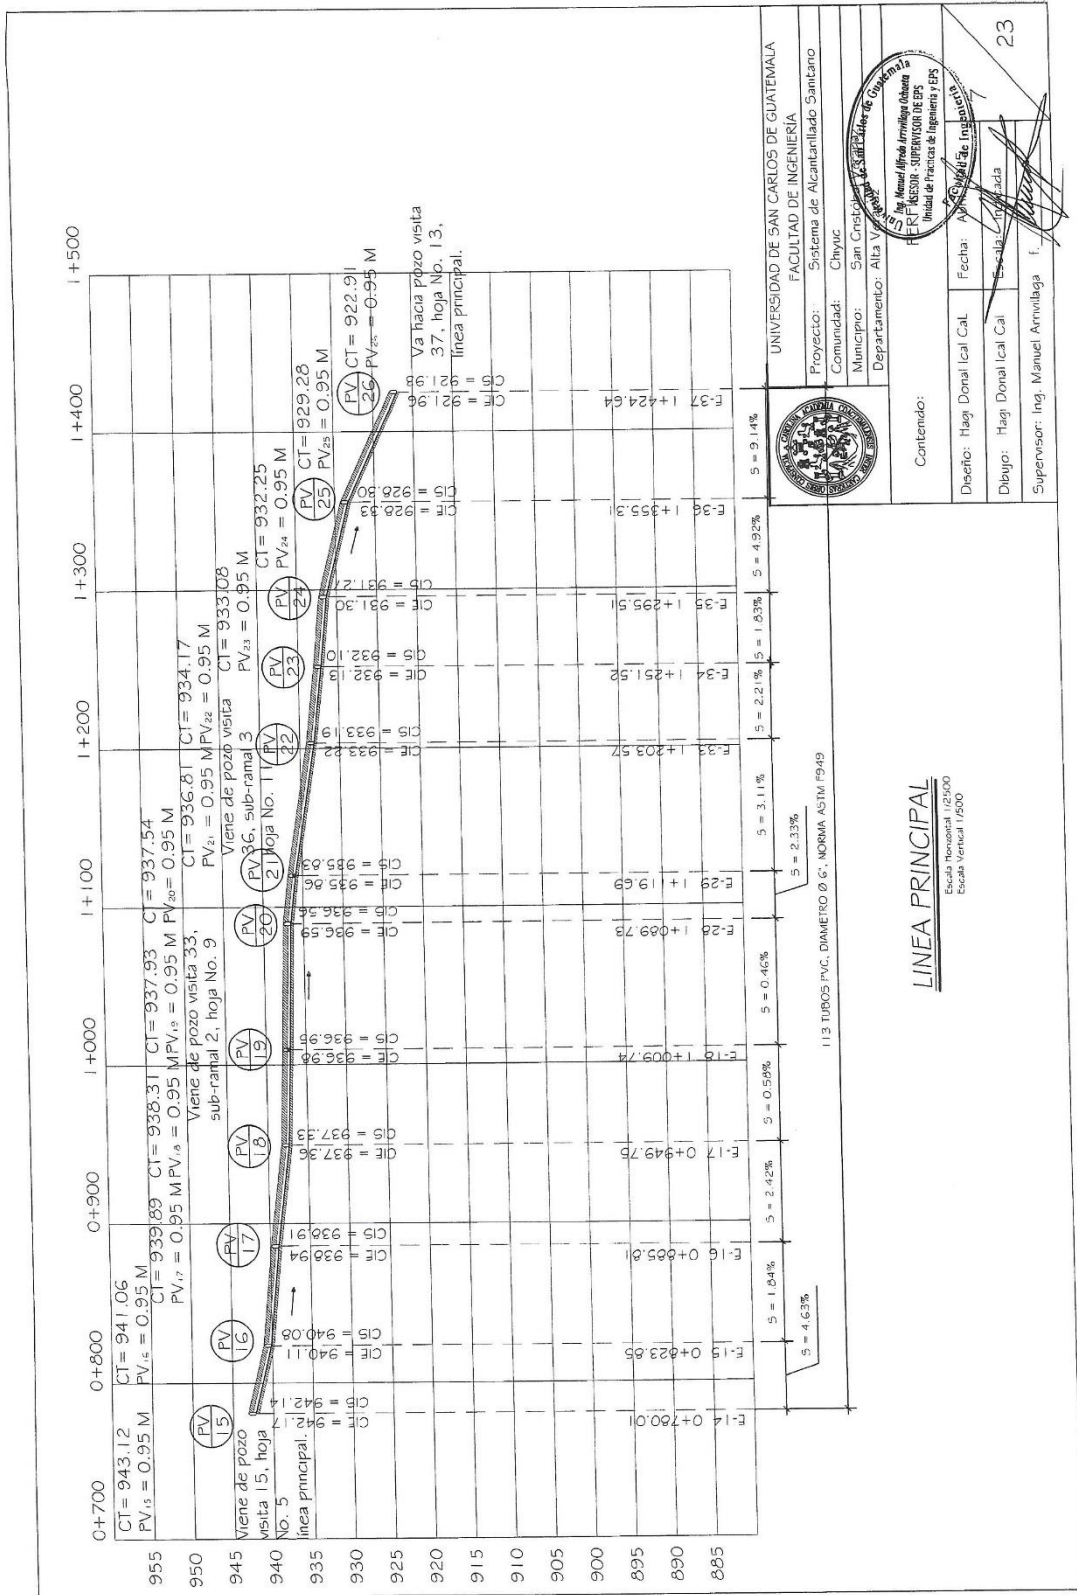 0+700
0+800
0+900
1+000
1+100
1+200
1+300
1+400
1+500
955
950
945
940
935
930
925
920
915
910
905
900
895
890
885
CT= 943.12
PV15 = 0.95 M
CT= 941.06
PV16 = 0.95 M
CT= 939.89
PV17 = 0.95 M
CT= 938.31
PV18 = 0.95 M
CT= 937.93
PV19 = 0.95 M
CT= 937.54
PV20= 0.95 M
CT= 936.81
PV21 = 0.95 M
CT= 934.17
PV22 = 0.95 M
CT= 933.08
PV23 = 0.95 M
CT= 932.25
PV24 = 0.95 M
CT= 929.28
PV25 = 0.95 M
CT= 922.91
PV25 = 0.95 M
Viene de pozo
visita 15, hoja
No. 5
línea principal.
Viene de pozo visita 33,
sub-ramal 2, hoja No. 9
Viene de pozo visita
36, sub-ramal 3
hoja No. 11
Va hacia pozo visita
37, hoja No. 13,
línea principal.
PV
15
PV
16
PV
17
PV
18
PV
19
PV
20
PV
21
PV
22
PV
23
PV
24
PV
25
PV
26
CIE = 942.17
CIS = 942.14
CIE = 940.11
CIS = 940.08
CIE = 938.94
CIS = 938.91
CIE = 937.36
CIS = 937.33
CIE = 936.98
CIS = 936.95
CIE = 936.59
CIS = 936.56
CIE = 935.86
CIS = 935.83
CIE = 933.22
CIS = 933.19
CIE = 932.13
CIS = 932.10
CIE = 931.30
CIS = 931.27
CIE = 928.33
CIS = 928.30
CIE = 921.96
CIS = 921.93
E-14 0+780.01
E-15 0+823.85
E-16 0+885.81
E-17 0+949.75
E-18 1+009.74
E-28 1+089.73
E-29 1+119.69
E-33 1+203.57
E-34 1+251.52
E-35 1+295.51
E-36 1+355.31
E-37 1+424.64
S = 4.63%
S = 1.84%
S = 2.42%
S = 0.58%
S = 0.46%
S = 2.33%
S = 3.11%
S = 2.21%
S = 1.83%
S = 4.92%
S = 9.14%
113 TUBOS PVC, DIAMETRO Ø 6", NORMA ASTM F949
LINEA PRINCIPAL
Escala Horizontal 1/2500
Escala Vertical 1/500
UNIVERSIDAD DE SAN CARLOS DE GUATEMALA
FACULTAD DE INGENIERÍA
Proyecto: Sistema de Alcantarillado Sanitario
Comunidad: Chiyuc
Municipio: San Cristóbal
Departamento: Alta
Contenido:
Diseño: Hagi Donal Ical Cal
Fecha:
Dibujo: Hagi Donal Ical Cal
Escala: Indicada
Supervisor: Ing. Manuel Arrivillaga f.
23
Universidad de San Carlos de Guatemala
Ing. Manuel Alfredo Arrivillaga Ochaeta
ASESOR - SUPERVISOR DE EPS
Unidad de Prácticas de Ingeniería y EPS
Facultad de Ingeniería